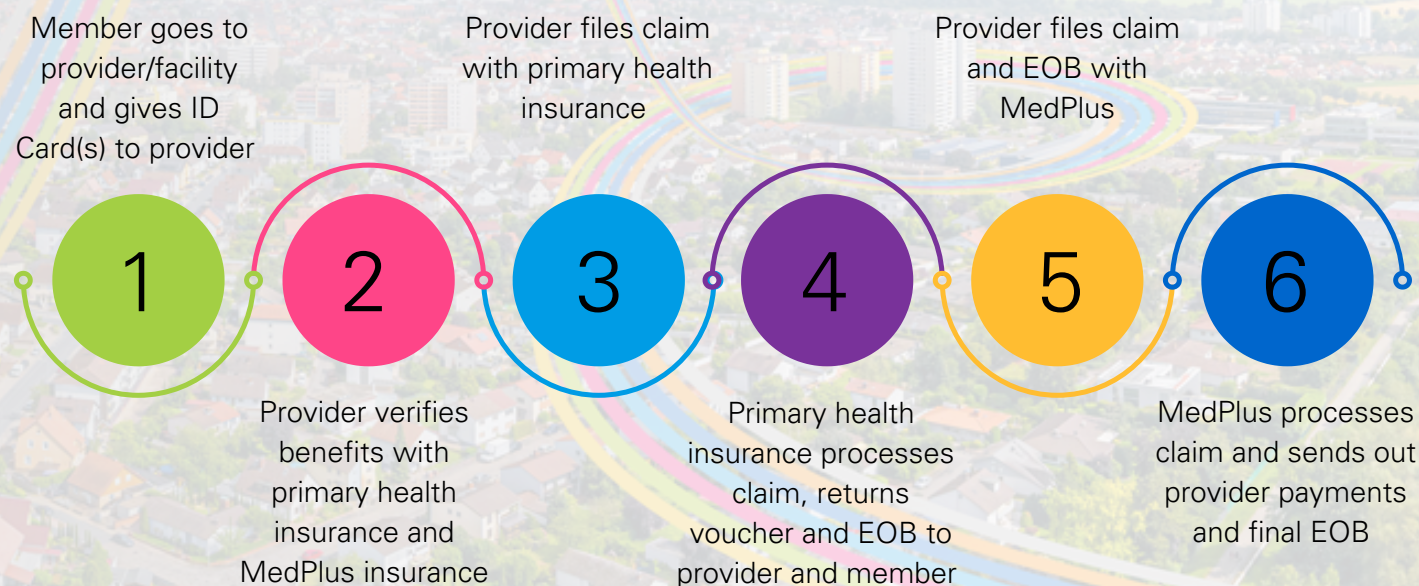 Member goes to
provider/facility
and gives ID
Card(s) to provider
1
2
Provider verifies
benefits with
primary health
insurance and
MedPlus insurance
Provider files claim
with primary health
insurance
3
4
Primary health
insurance processes
claim, returns
voucher and EOB to
provider and member
Provider files claim
and EOB with
MedPlus
5
6
MedPlus processes
claim and sends out
provider payments
and final EOB